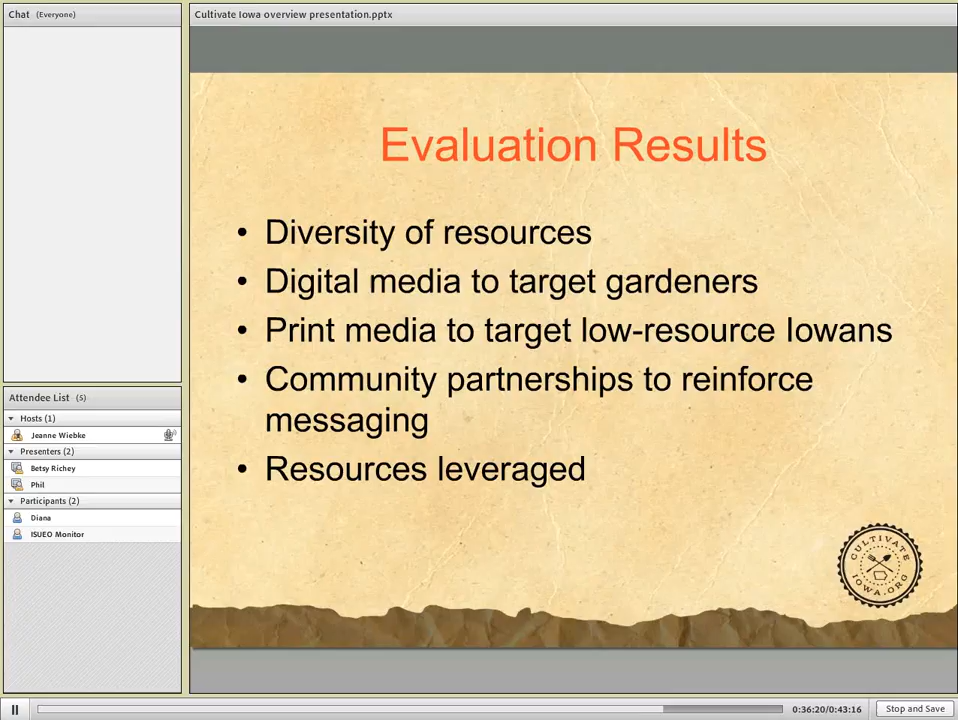 Chat (Everyone)
Cultivate Iowa overview presentation.pptx
Evaluation Results
• Diversity of resources
• Digital media to target gardeners
• Print media to target low-resource Iowans
• Community partnerships to reinforce
messaging
• Resources leveraged
CULTIVATE
IOWA.ORG
Attendee List (5)
Hosts (1)
Jeanne Wiebke
Presenters (2)
Betsy Richey
Phil
Participants (2)
Diana
ISUEO Monitor
0:36:20/0:43:16
Stop and Save